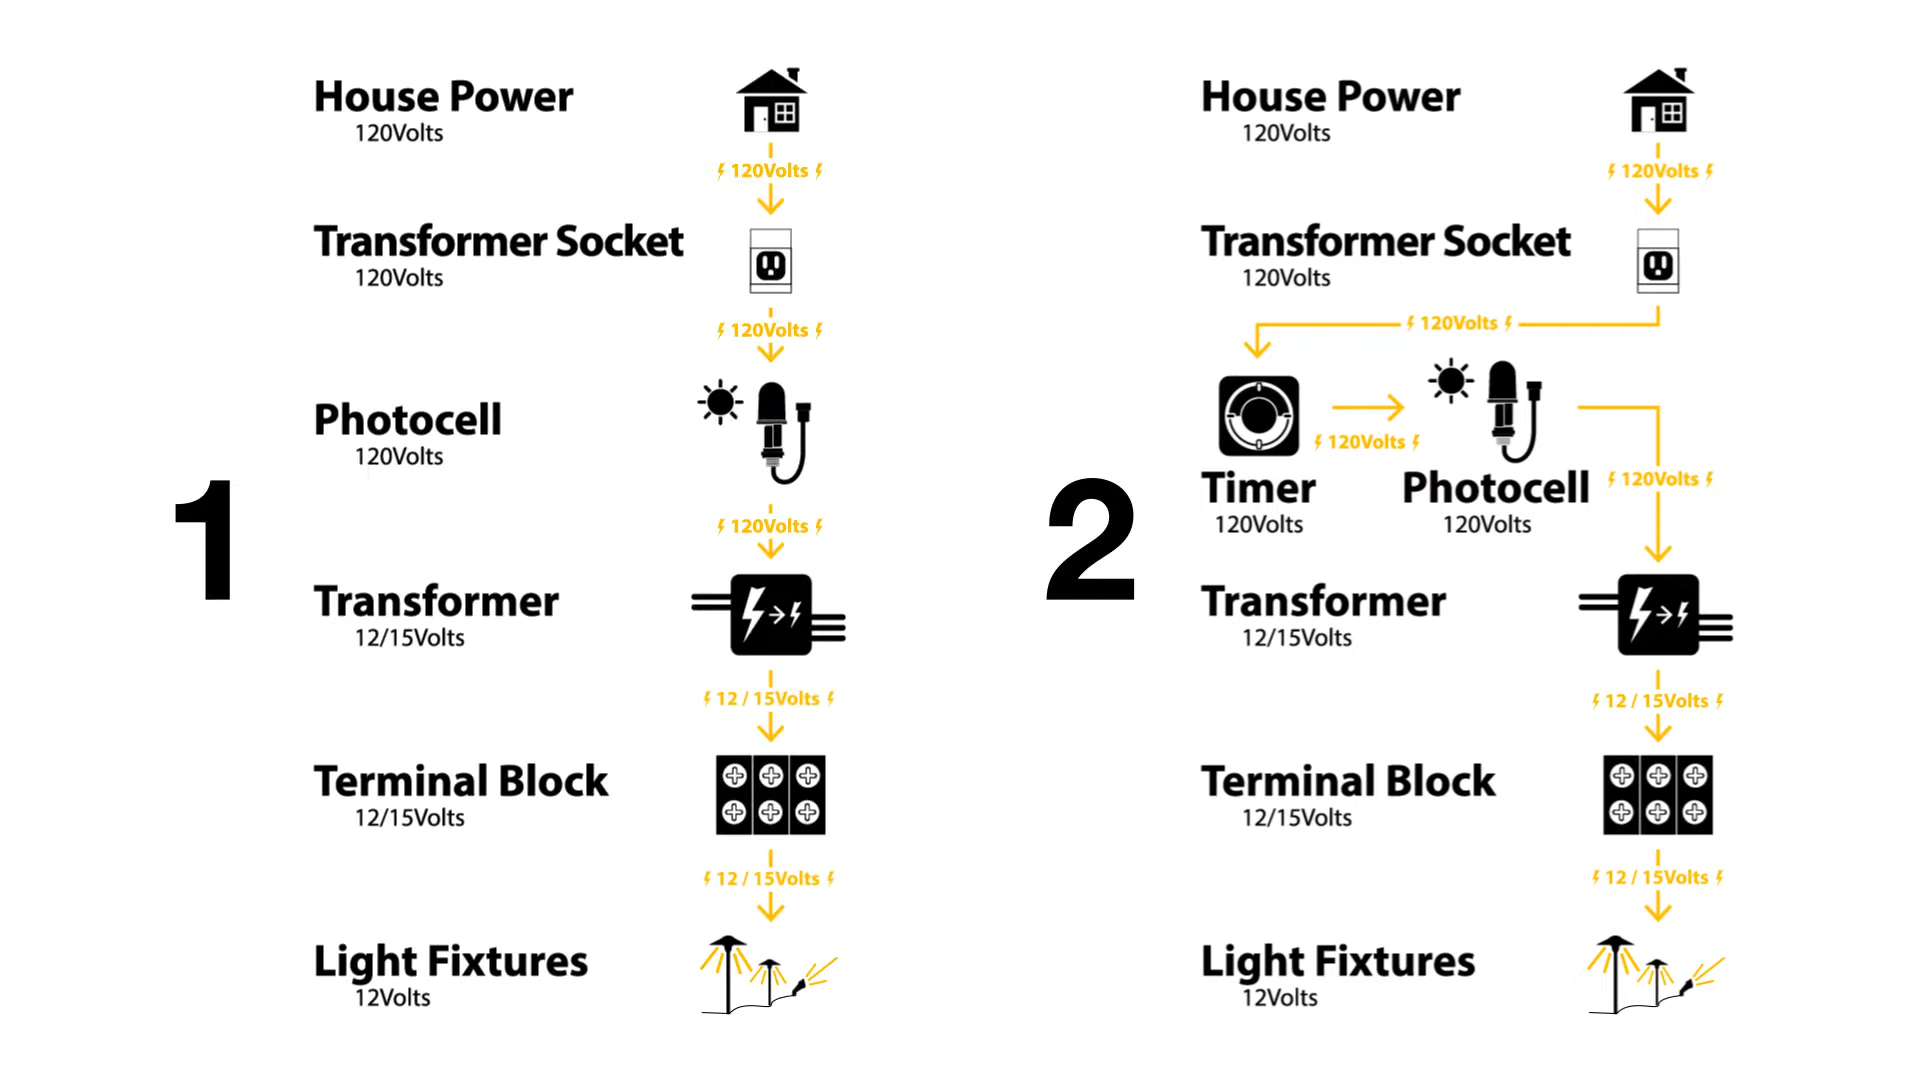 1
House Power
120Volts
120Volts
Transformer Socket
120Volts
120Volts
Photocell
120Volts
120Volts
Transformer
12/15Volts
12 / 15Volts
Terminal Block
12/15Volts
12 / 15Volts
Light Fixtures
12Volts
2
House Power
120Volts
120Volts
Transformer Socket
120Volts
120Volts
Timer
120Volts
120Volts
Photocell
120Volts
120Volts
Transformer
12/15Volts
12 / 15Volts
Terminal Block
12/15Volts
12 / 15Volts
Light Fixtures
12Volts